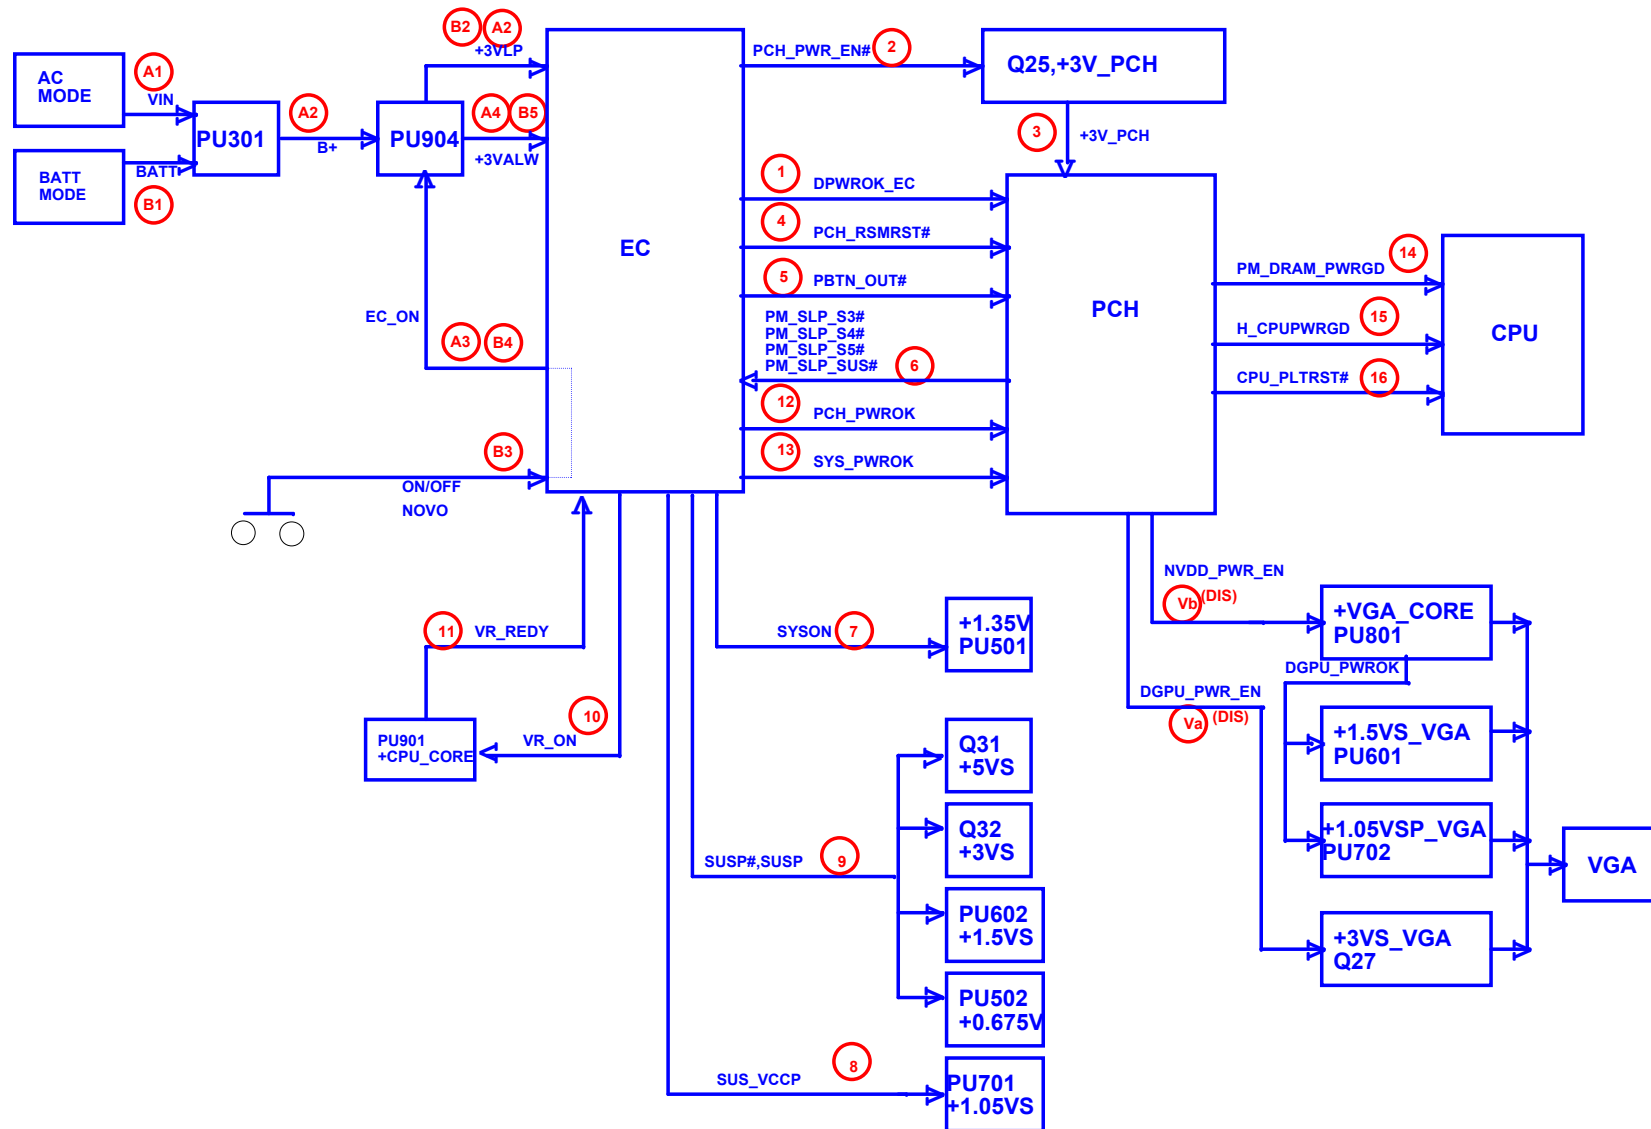 B2
A2
+3VLP
PCH_PWR_EN#
2
Q25,+3V_PCH
AC
MODE
A1
VIN
PU301
A2
B+
PU904
A4
B5
+3VALW
3
+3V_PCH
BATT
MODE
BATT
B1
EC
1
DPWROK_EC
4
PCH_RSMRST#
5
PBTN_OUT#
PM_SLP_S3#
PM_SLP_S4#
PM_SLP_S5#
PM_SLP_SUS#
6
12
PCH_PWROK
13
SYS_PWROK
PCH
PM_DRAM_PWRGD
14
H_CPUPWRGD
15
CPU_PLTRST#
16
CPU
EC_ON
A3
B4
B3
ON/OFF
NOVO
11
VR_REDY
10
VR_ON
PU901
+CPU_CORE
SYSON
7
+1.35V
PU501
Q31
+5VS
Q32
+3VS
SUSP#,SUSP
9
PU602
+1.5VS
PU502
+0.675V
SUS_VCCP
8
PU701
+1.05VS
NVDD_PWR_EN
Vb
(DIS)
+VGA_CORE
PU801
DGPU_PWROK
DGPU_PWR_EN
Va
(DIS)
+1.5VS_VGA
PU601
+1.05VSP_VGA
PU702
+3VS_VGA
Q27
VGA